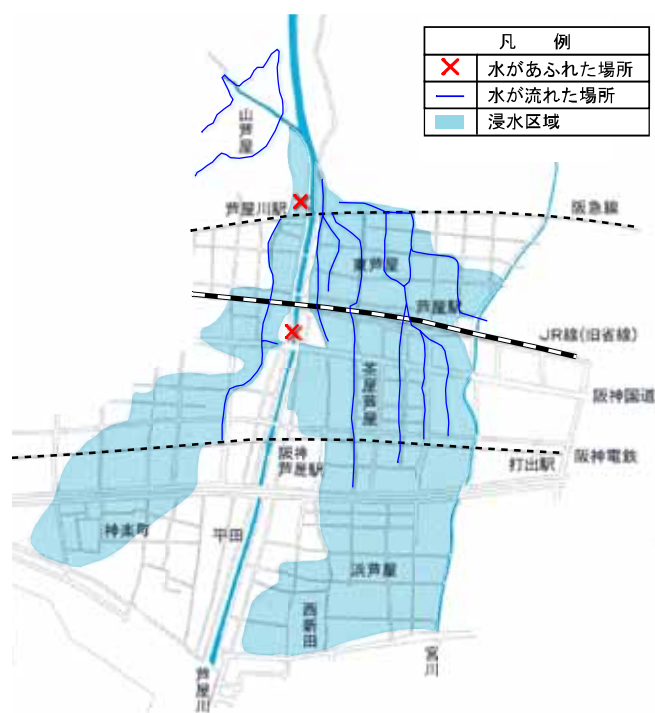 凡 例
水があふれた場所
水が流れた場所
浸水区域
山芦屋
芦屋川駅
阪急線
東芦屋
芦屋駅
JR線(旧省線)
茶屋芦屋
阪神国道
阪神
芦屋駅
打出駅
阪神電鉄
神楽町
平田
浜芦屋
西新田
宮川
芦屋川